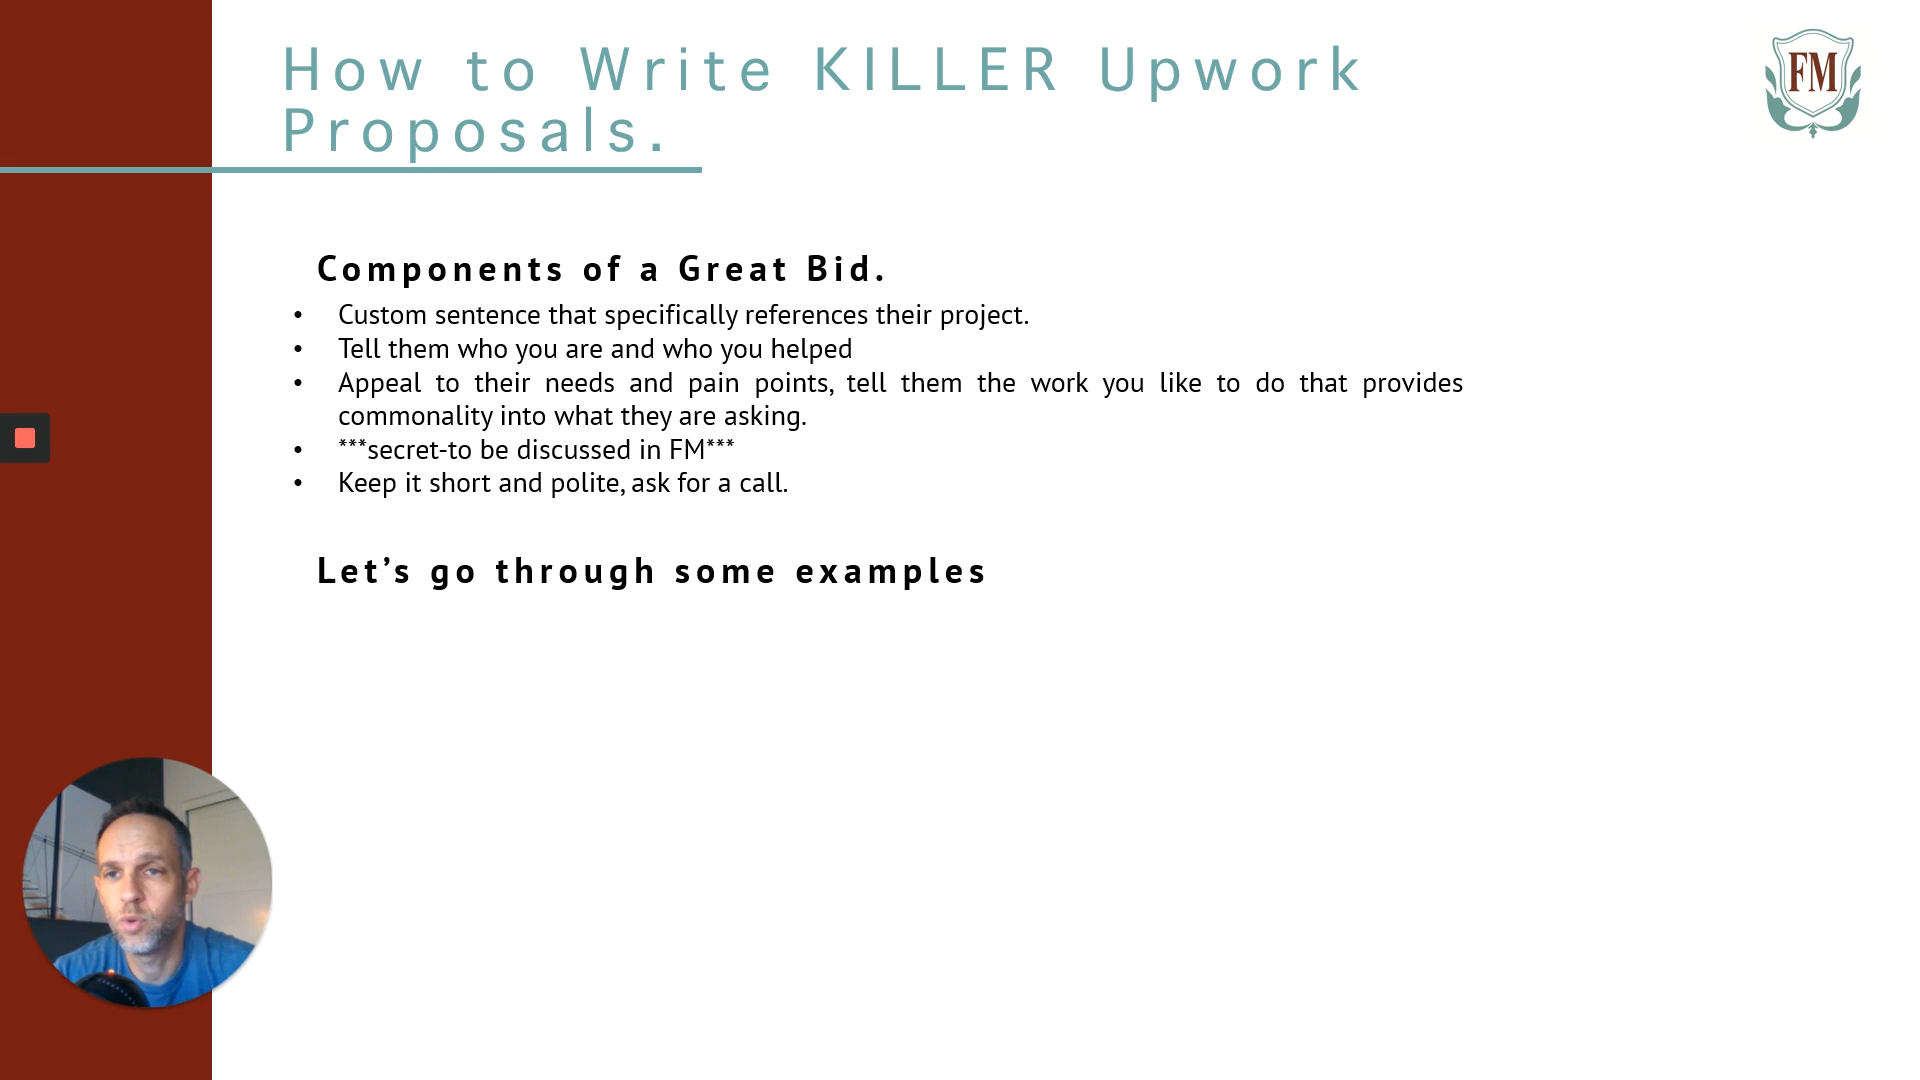 How to Write KILLER Upwork
Proposals.
FM
Components of a Great Bid.
• Custom sentence that specifically references their project.
• Tell them who you are and who you helped
• Appeal to their needs and pain points, tell them the work you like to do that provides
commonality into what they are asking.
• ***secret-to be discussed in FM***
• Keep it short and polite, ask for a call.
Let’s go through some examples